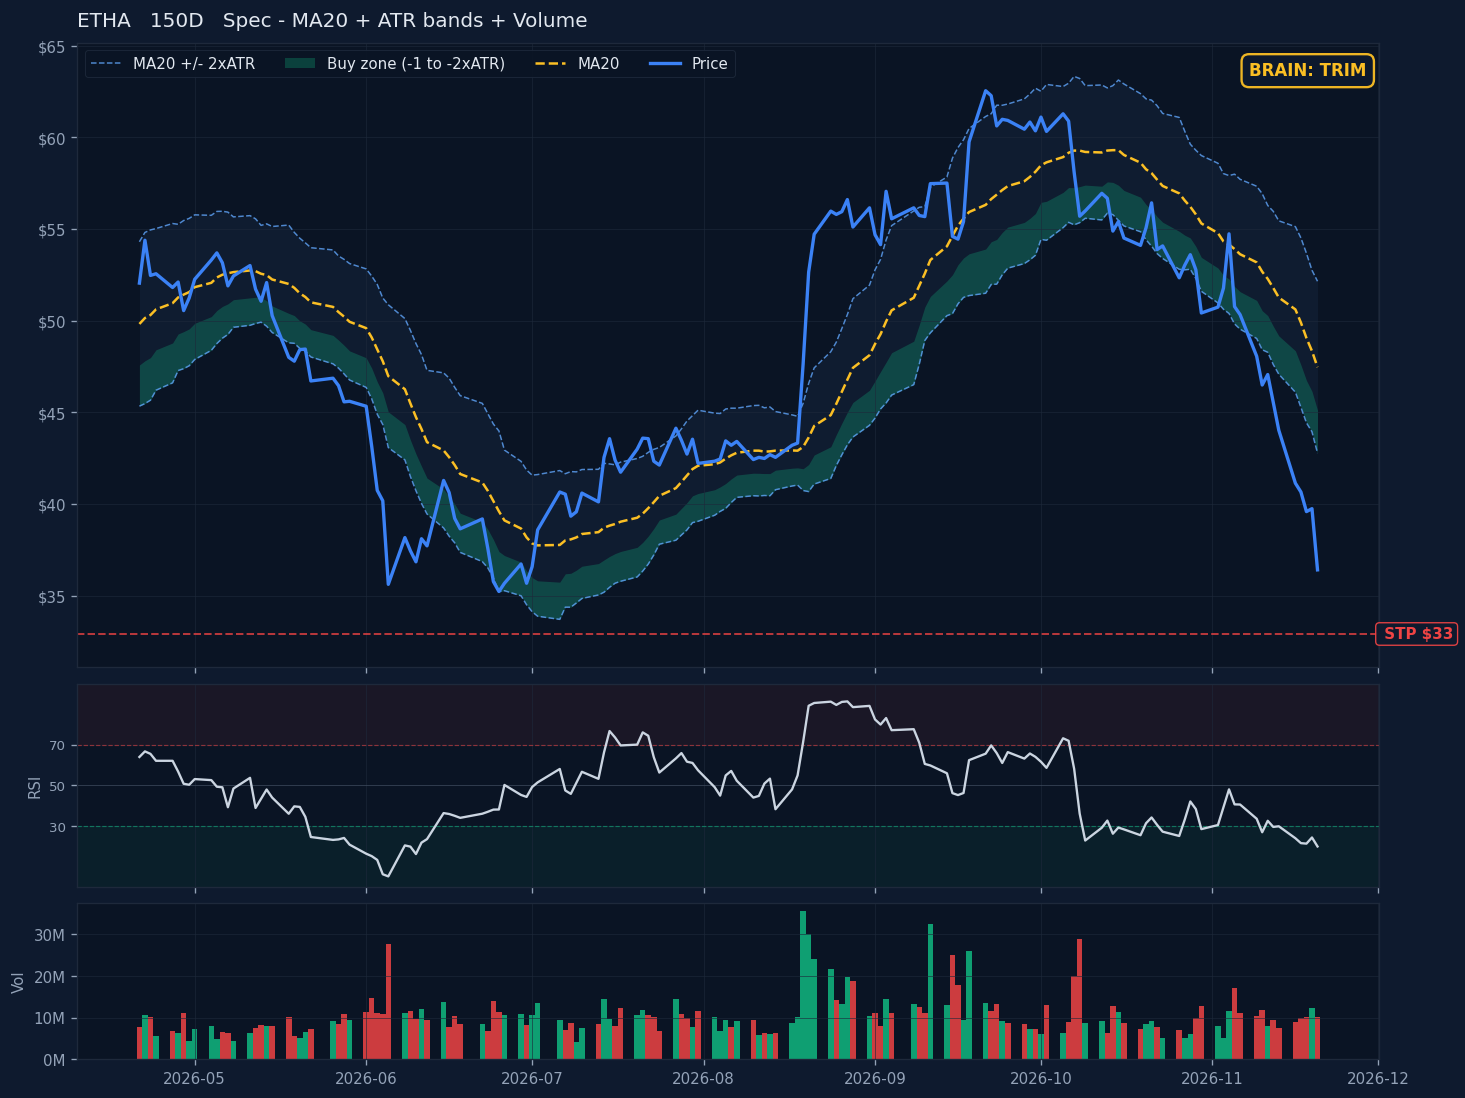 ETHA   150D   Spec - MA20 + ATR bands + Volume
MA20 +/- 2xATR
Buy zone (-1 to -2xATR)
MA20
Price
BRAIN: TRIM
$65
$60
$55
$50
$45
$40
$35
STP $33
70
50
30
RSI
30M
20M
10M
0M
Vol
2026-05
2026-06
2026-07
2026-08
2026-09
2026-10
2026-11
2026-12